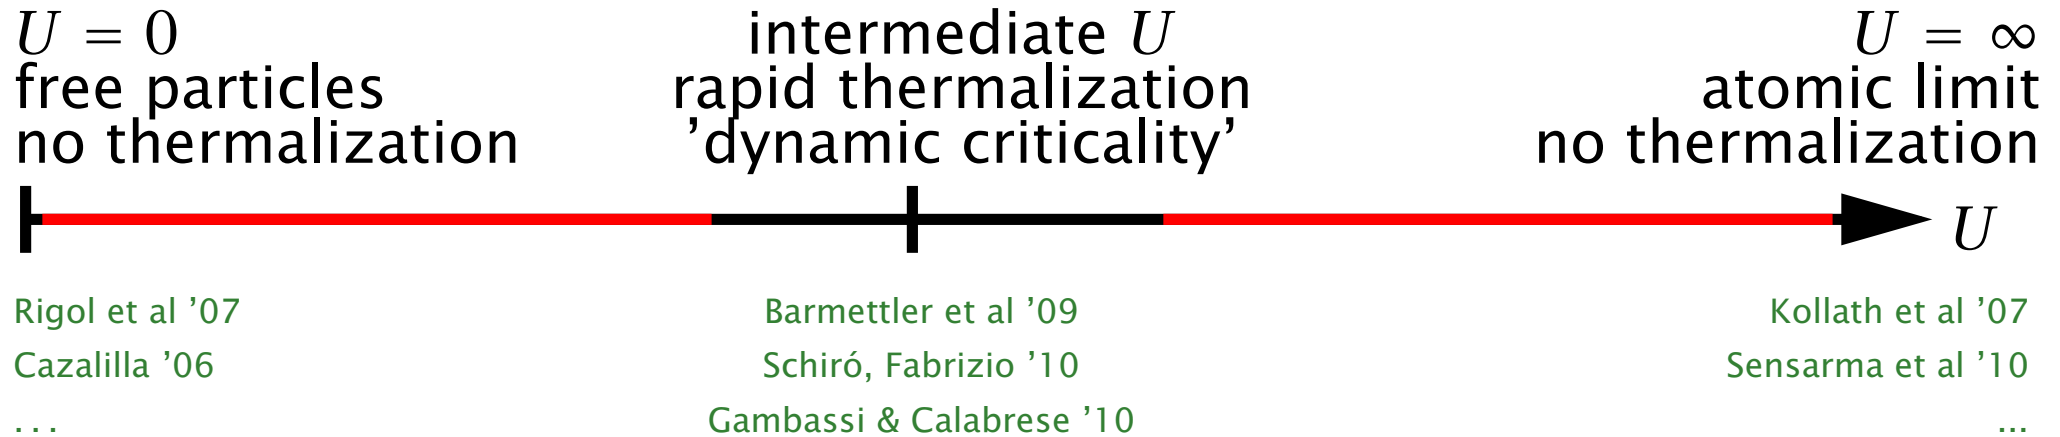 U = 0
free particles
no thermalization
intermediate U
rapid thermalization
’dynamic criticality’
U = ∞
atomic limit
no thermalization
U
Rigol et al ’07
Cazalilla ’06
...
Barmettler et al ’09
Schiró, Fabrizio ’10
Gambassi & Calabrese ’10
Kollath et al ’07
Sensarma et al ’10
...